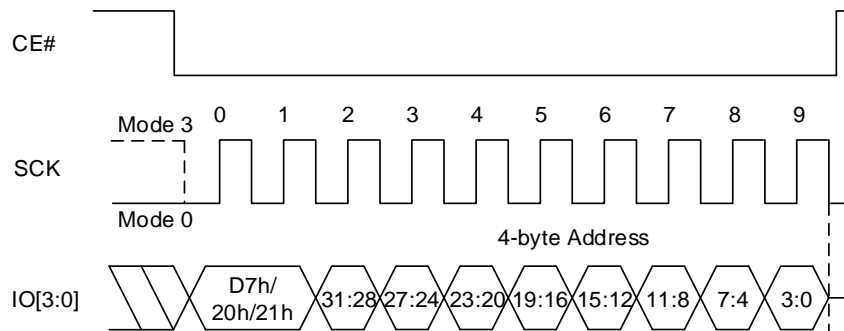 CE#
0 1 2 3 4 5 6 7 8 9
Mode 3
SCK
Mode 0
4-byte Address
D7h/
20h/21h
IO[3:0]
31:28 27:24 23:20 19:16 15:12 11:8 7:4 3:0